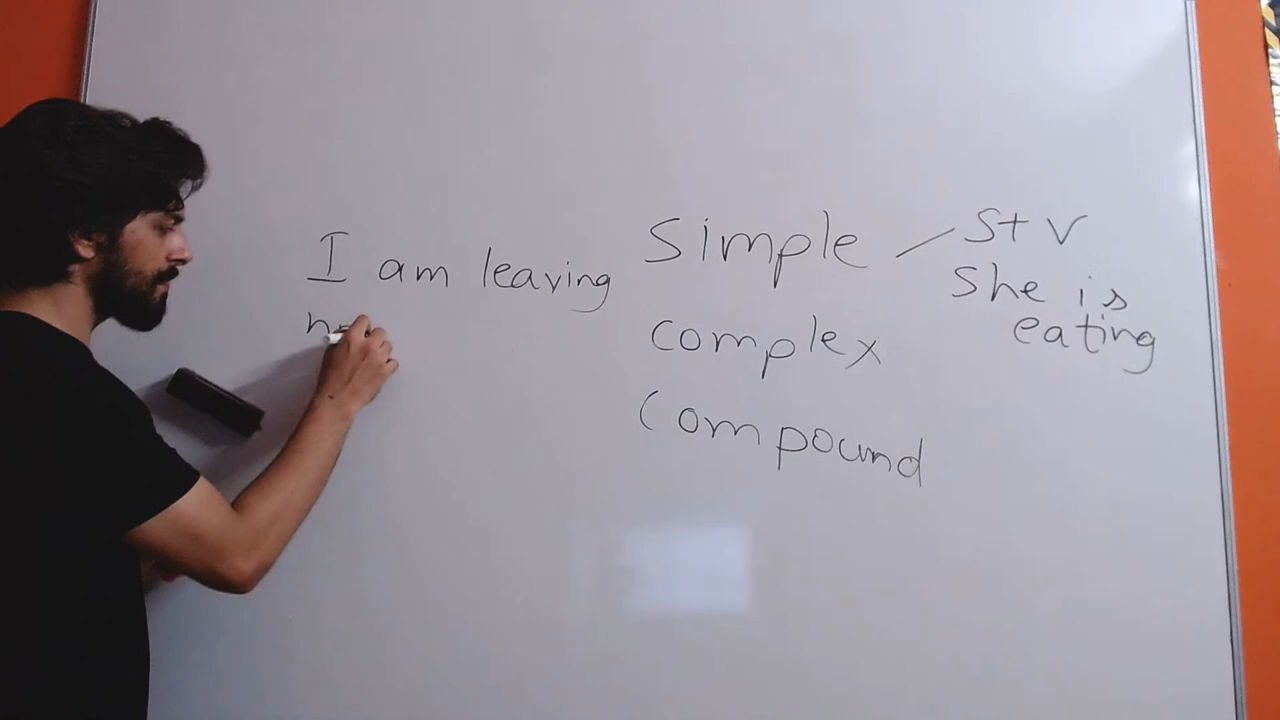 I am leaving
Simple
S+V
She is
eating
complex
Compound